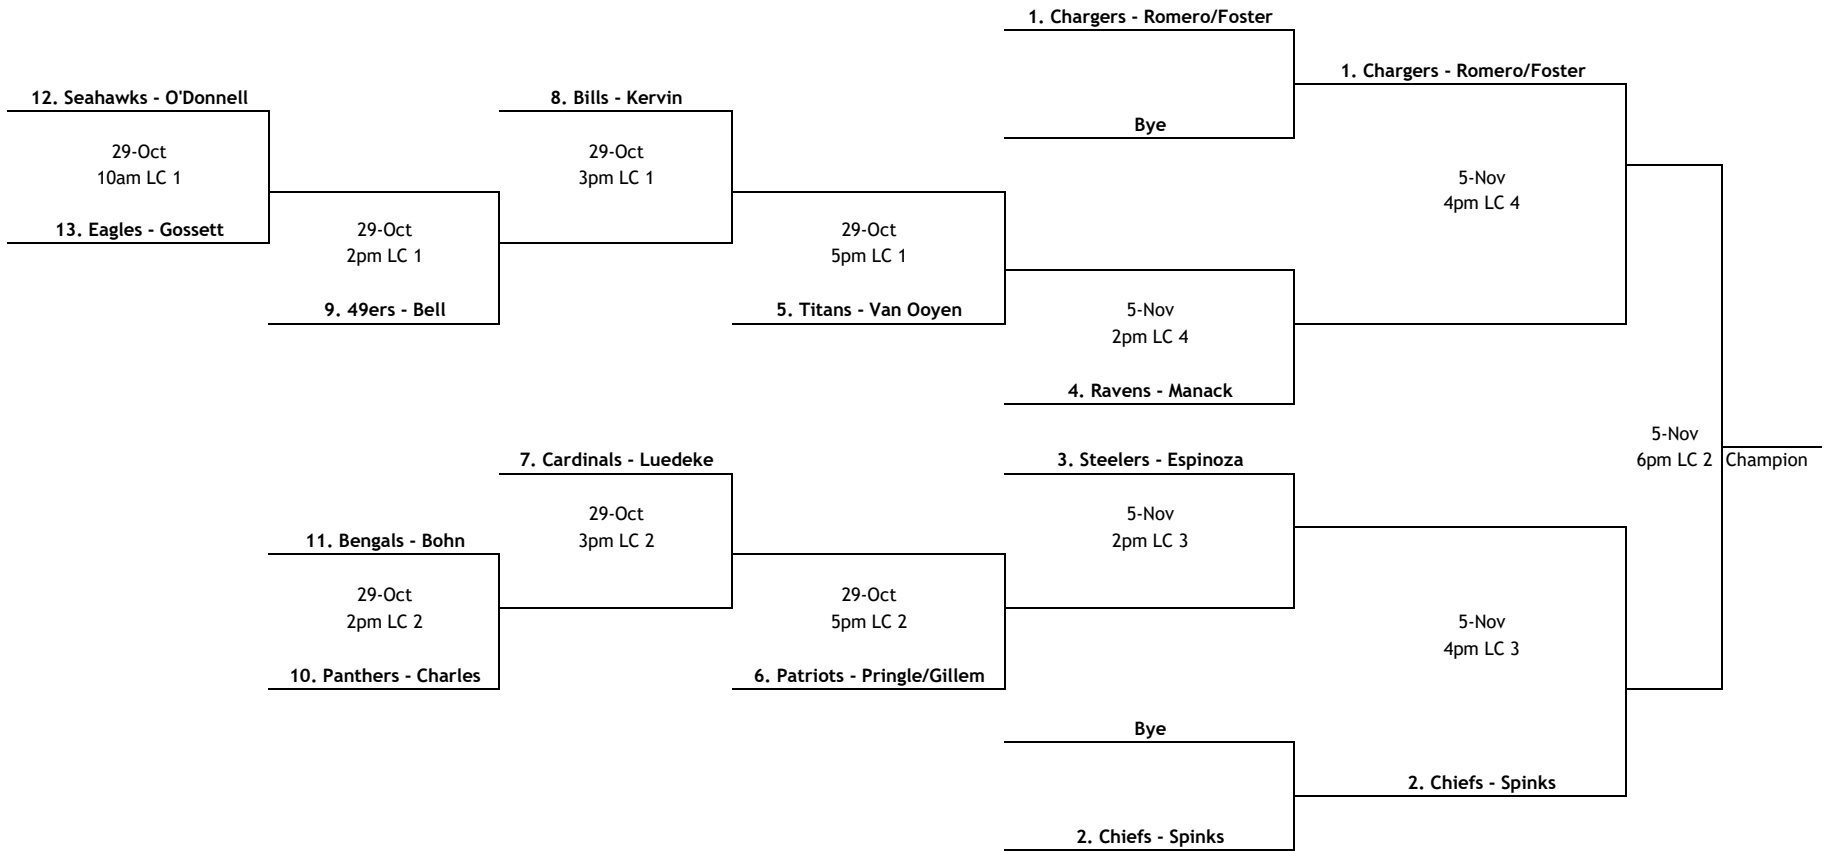 1. Chargers - Romero/Foster
1. Chargers - Romero/Foster
12. Seahawks - O'Donnell
8. Bills - Kervin
Bye
29-Oct
10am LC 1
29-Oct
3pm LC 1
5-Nov
4pm LC 4
13. Eagles - Gossett
29-Oct
2pm LC 1
29-Oct
5pm LC 1
9. 49ers - Bell
5. Titans - Van Ooyen
5-Nov
2pm LC 4
4. Ravens - Manack
5-Nov
6pm LC 2
Champion
7. Cardinals - Luedeke
3. Steelers - Espinoza
29-Oct
3pm LC 2
5-Nov
2pm LC 3
11. Bengals - Bohn
29-Oct
2pm LC 2
29-Oct
5pm LC 2
5-Nov
4pm LC 3
10. Panthers - Charles
6. Patriots - Pringle/Gillem
Bye
2. Chiefs - Spinks
2. Chiefs - Spinks